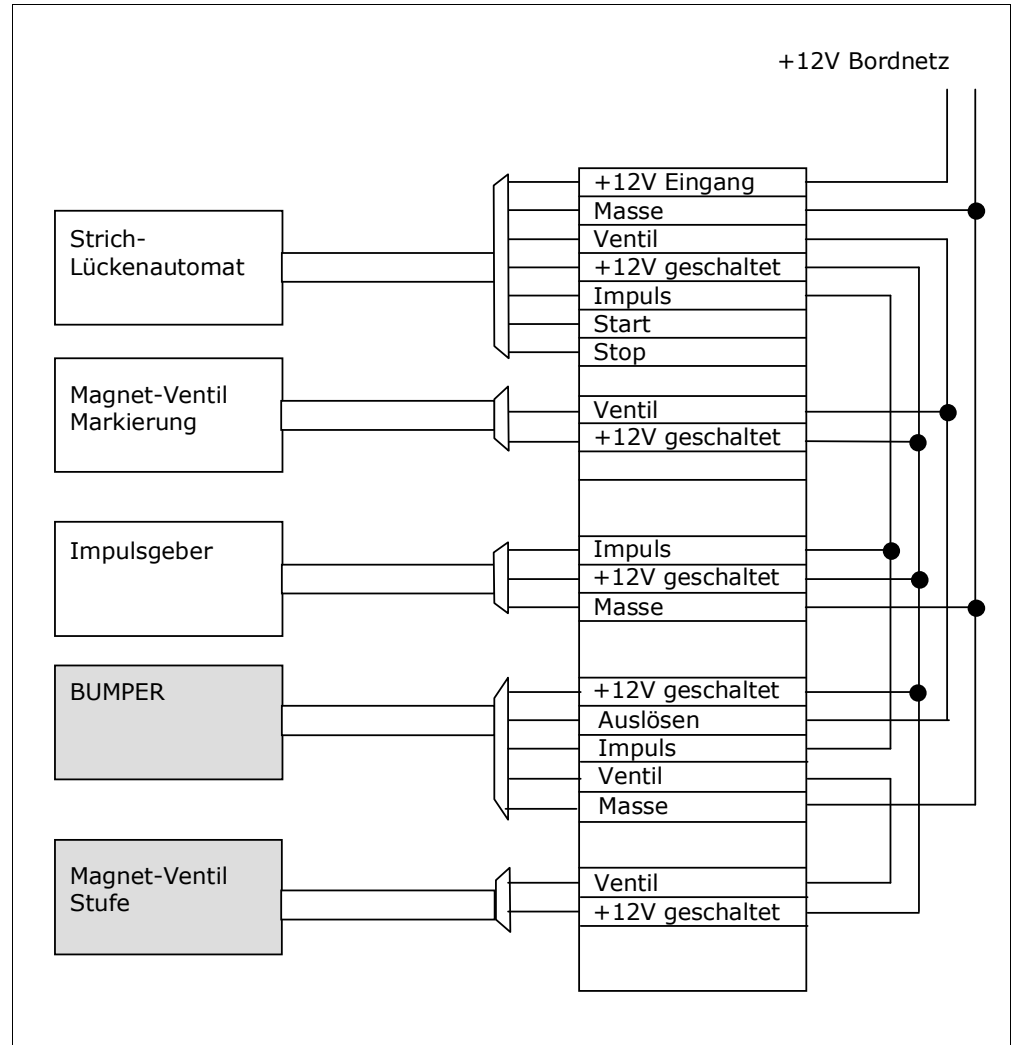 +12V Bordnetz
Strich-
Lückenautomat
+12V Eingang
Masse
Ventil
+12V geschaltet
Impuls
Start
Stop
Magnet-Ventil
Markierung
Ventil
+12V geschaltet
Impulsgeber
Impuls
+12V geschaltet
Masse
BUMPER
+12V geschaltet
Auslösen
Impuls
Ventil
Masse
Magnet-Ventil
Stufe
Ventil
+12V geschaltet